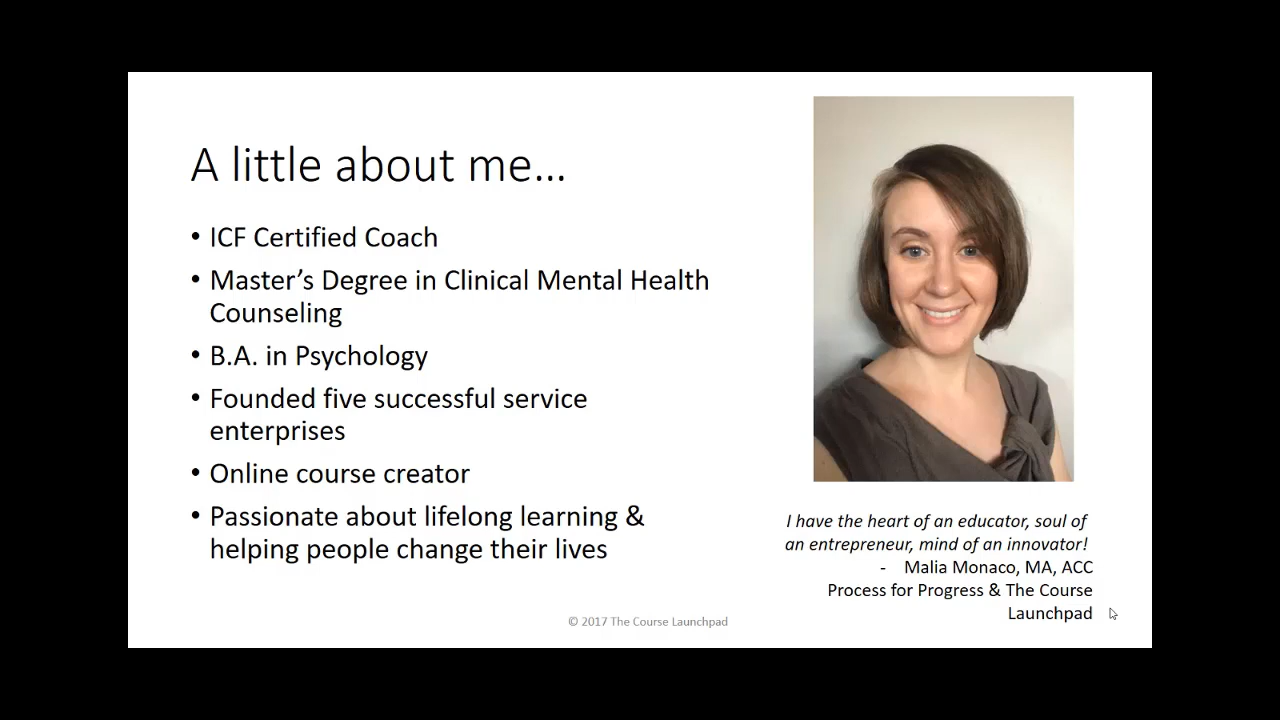 A little about me...
• ICF Certified Coach
• Master's Degree in Clinical Mental Health
Counseling
• B.A. in Psychology
• Founded five successful service
enterprises
• Online course creator
• Passionate about lifelong learning &
helping people change their lives
I have the heart of an educator, soul of
an entrepreneur, mind of an innovator!
- Malia Monaco, MA, ACC
Process for Progress & The Course
Launchpad
© 2017 The Course Launchpad